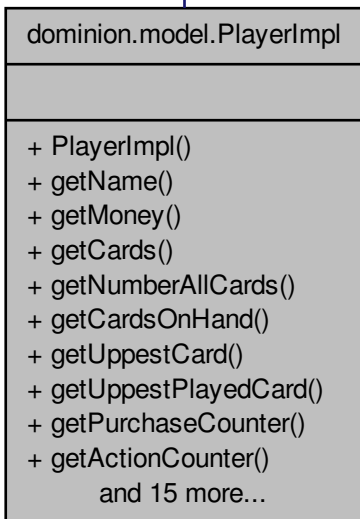 dominion.model.PlayerImpl
+ PlayerImpl()
+ getName()
+ getMoney()
+ getCards()
+ getNumberAllCards()
+ getCardsOnHand()
+ getUppestCard()
+ getUppestPlayedCard()
+ getPurchaseCounter()
+ getActionCounter()
and 15 more...